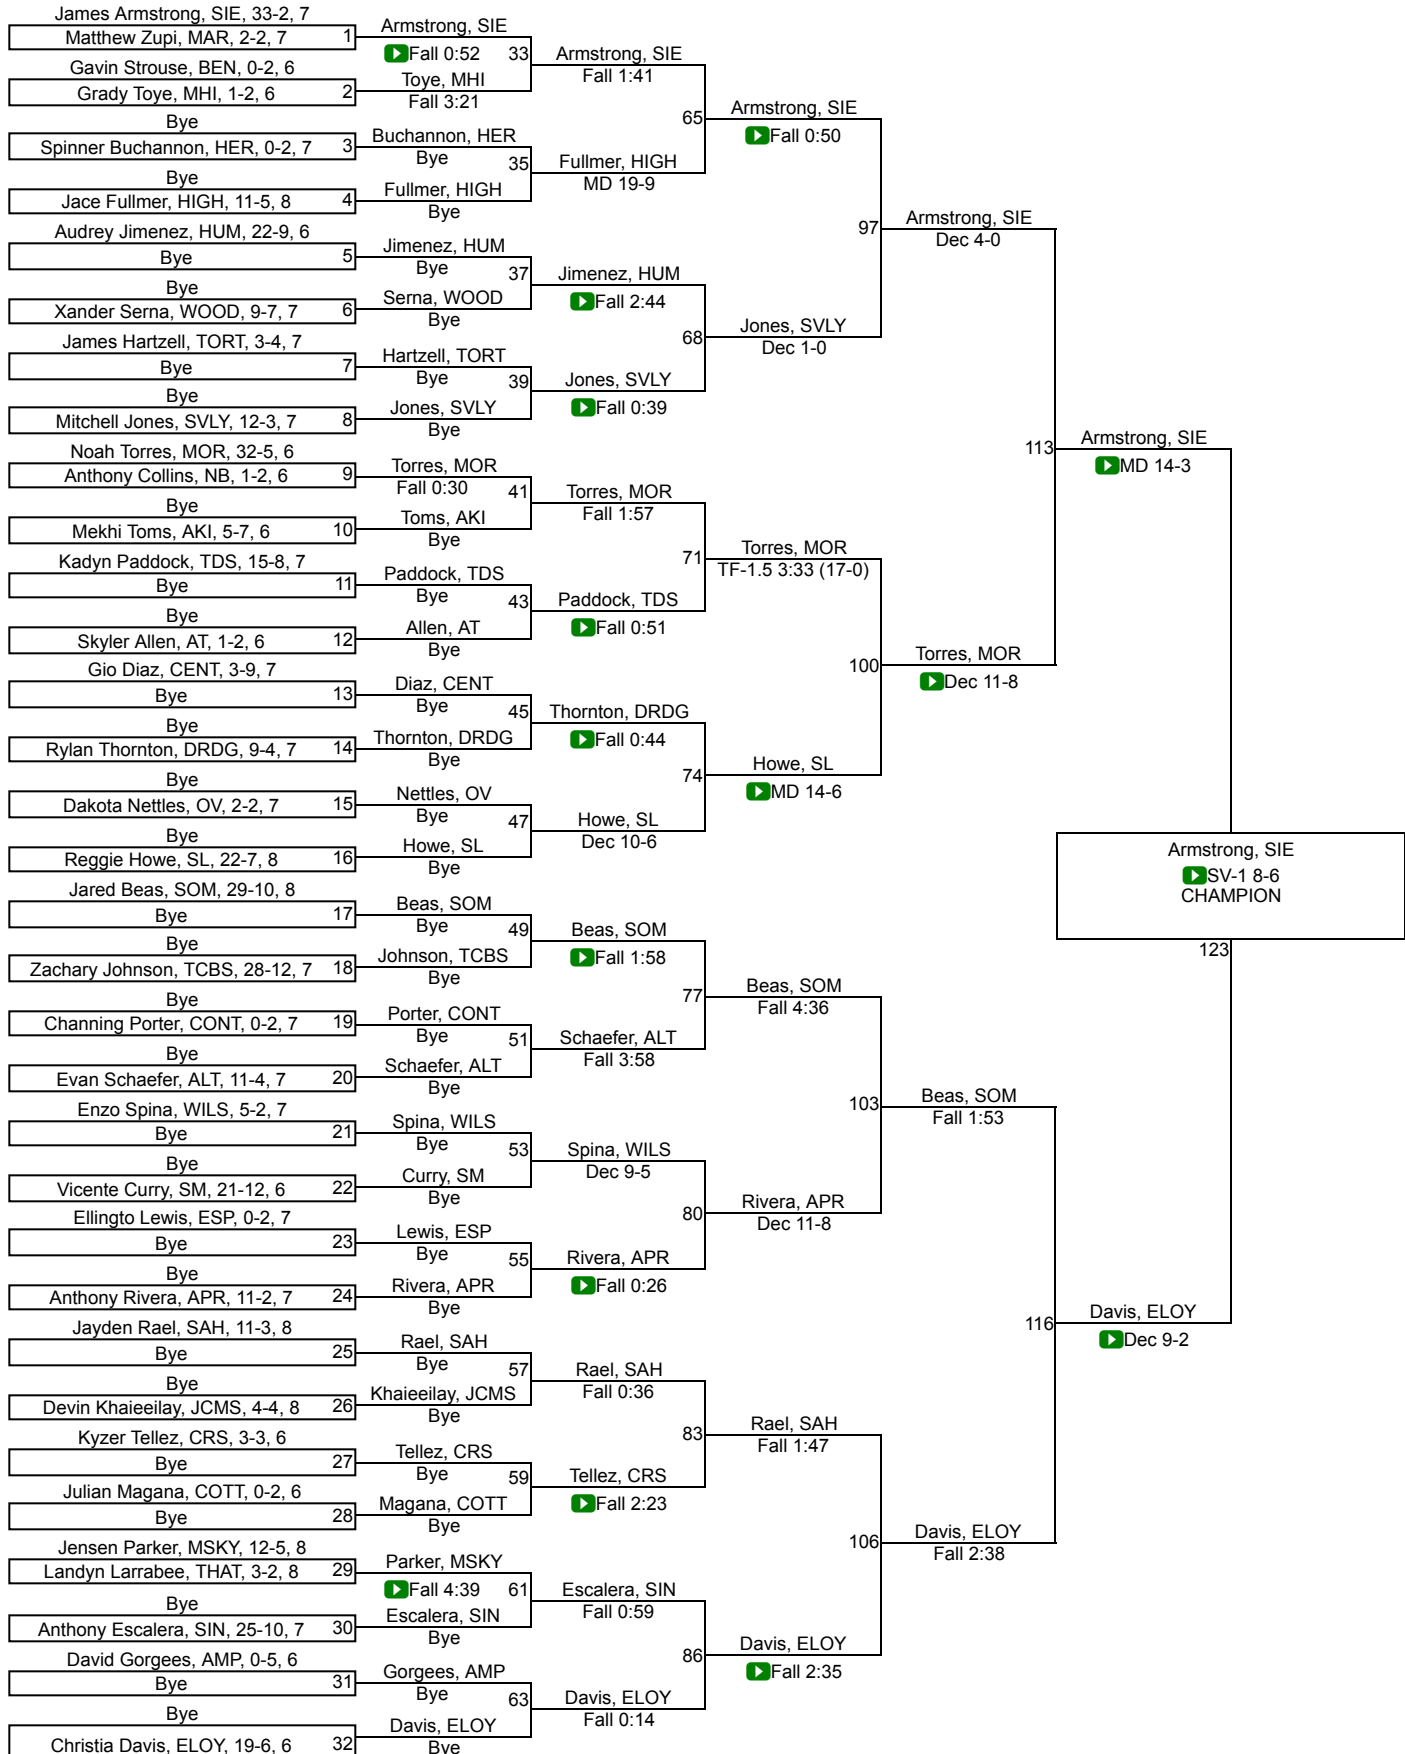 James Armstrong, SIE, 33-2, 7
Matthew Zupi, MAR, 2-2, 7 1
Gavin Strouse, BEN, 0-2, 6
Grady Toye, MHI, 1-2, 6 2
Bye
Spinner Buchannon, HER, 0-2, 7 3
Bye
Jace Fullmer, HIGH, 11-5, 8 4
Audrey Jimenez, HUM, 22-9, 6
Bye 5
Bye
Xander Serna, WOOD, 9-7, 7 6
James Hartzell, TORT, 3-4, 7
Bye 7
Bye
Mitchell Jones, SVLY, 12-3, 7 8
Noah Torres, MOR, 32-5, 6
Anthony Collins, NB, 1-2, 6 9
Bye
Mekhi Toms, AKI, 5-7, 6 10
Kadyn Paddock, TDS, 15-8, 7
Bye 11
Bye
Skyler Allen, AT, 1-2, 6 12
Gio Diaz, CENT, 3-9, 7
Bye 13
Bye
Rylan Thornton, DRDG, 9-4, 7 14
Bye
Dakota Nettles, OV, 2-2, 7 15
Bye
Reggie Howe, SL, 22-7, 8 16
Jared Beas, SOM, 29-10, 8
Bye 17
Bye
Zachary Johnson, TCBS, 28-12, 7 18
Bye
Channing Porter, CONT, 0-2, 7 19
Bye
Evan Schaefer, ALT, 11-4, 7 20
Enzo Spina, WILS, 5-2, 7
Bye 21
Bye
Vicente Curry, SM, 21-12, 6 22
Ellingto Lewis, ESP, 0-2, 7
Bye 23
Bye
Anthony Rivera, APR, 11-2, 7 24
Jayden Rael, SAH, 11-3, 8
Bye 25
Bye
Devin Khaieeilay, JCMS, 4-4, 8 26
Kyzer Tellez, CRS, 3-3, 6
Bye 27
Julian Magana, COTT, 0-2, 6
Bye 28
Jensen Parker, MSKY, 12-5, 8
Landyn Larrabee, THAT, 3-2, 8 29
Bye
Anthony Escalera, SIN, 25-10, 7 30
David Gorgees, AMP, 0-5, 6
Bye 31
Bye
Christia Davis, ELOY, 19-6, 6 32
Armstrong, SIE
Fall 0:52 33
Toye, MHI
Fall 3:21
Buchannon, HER
Bye 35
Fullmer, HIGH
Bye
Jimenez, HUM
Bye 37
Serna, WOOD
Bye
Hartzell, TORT
Bye 39
Jones, SVLY
Bye
Torres, MOR
Fall 0:30 41
Toms, AKI
Bye
Paddock, TDS
Bye 43
Allen, AT
Bye
Diaz, CENT
Bye 45
Thornton, DRDG
Bye
Nettles, OV
Bye 47
Howe, SL
Bye
Beas, SOM
Bye 49
Johnson, TCBS
Bye
Porter, CONT
Bye 51
Schaefer, ALT
Bye
Spina, WILS
Bye 53
Curry, SM
Bye
Lewis, ESP
Bye 55
Rivera, APR
Bye
Rael, SAH
Bye 57
Khaieeilay, JCMS
Bye
Tellez, CRS
Bye 59
Magana, COTT
Bye
Parker, MSKY
Fall 4:39 61
Escalera, SIN
Bye
Gorgees, AMP
Bye 63
Davis, ELOY
Bye
Armstrong, SIE
Fall 1:41
65
Fullmer, HIGH
MD 19-9
Jimenez, HUM
Fall 2:44
68
Jones, SVLY
Fall 0:39
Torres, MOR
Fall 1:57
71
Paddock, TDS
Fall 0:51
Thornton, DRDG
Fall 0:44
74
Howe, SL
Dec 10-6
Beas, SOM
Fall 1:58
77
Schaefer, ALT
Fall 3:58
Spina, WILS
Dec 9-5
80
Rivera, APR
Fall 0:26
Rael, SAH
Fall 0:36
83
Tellez, CRS
Fall 2:23
Escalera, SIN
Fall 0:59
86
Davis, ELOY
Fall 0:14
Armstrong, SIE
Fall 0:50
97
Jones, SVLY
Dec 1-0
Torres, MOR
TF-1.5 3:33 (17-0)
100
Howe, SL
MD 14-6
Beas, SOM
Fall 4:36
103
Rivera, APR
Dec 11-8
Rael, SAH
Fall 1:47
106
Davis, ELOY
Fall 2:35
Armstrong, SIE
Dec 4-0
113
Torres, MOR
Dec 11-8
Beas, SOM
Fall 1:53
116
Davis, ELOY
Fall 2:38
Armstrong, SIE
MD 14-3
Davis, ELOY
Dec 9-2
Armstrong, SIE
SV-1 8-6
CHAMPION
123